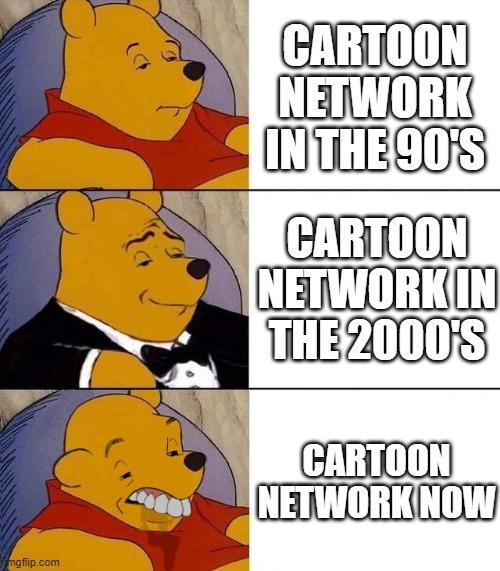 CARTOON
NETWORK
IN THE 90'S
CARTOON
NETWORK IN
THE 2000'S
CARTOON
NETWORK NOW
imgflip.com